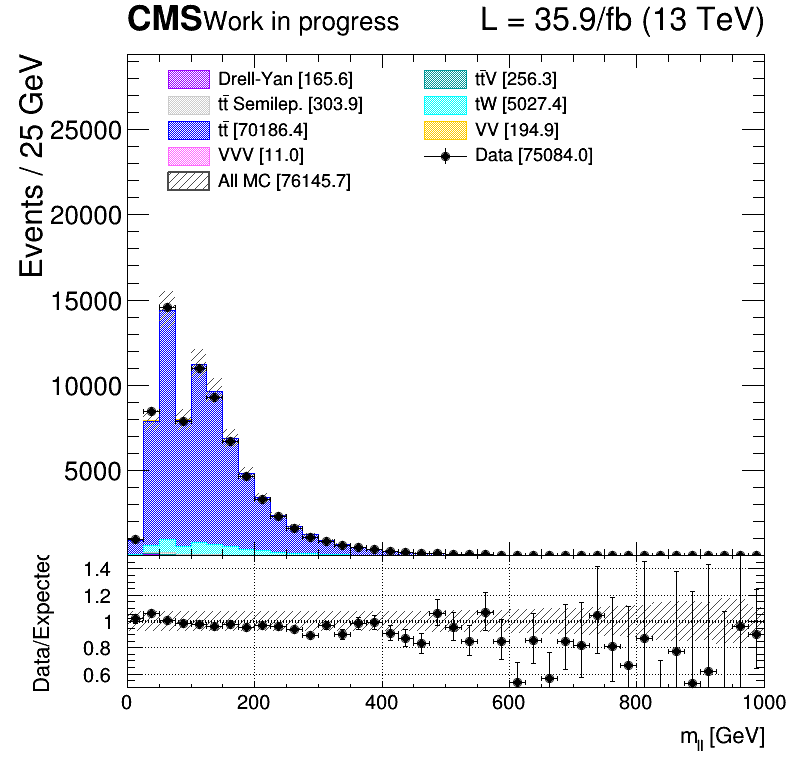 CMS Work in progress L = 35.9/fb (13 TeV)
Events / 25 GeV
Drell-Yan [165.6]
tt̄ Semilep. [303.9]
tt̄ [70186.4]
VVV [11.0]
All MC [76145.7]
tt̄V [256.3]
tW [5027.4]
VV [194.9]
Data [75084.0]
25000
20000
15000
10000
5000
Data/Expected
1.4
1.2
1
0.8
0.6
0 200 400 600 800 1000
m_ll [GeV]